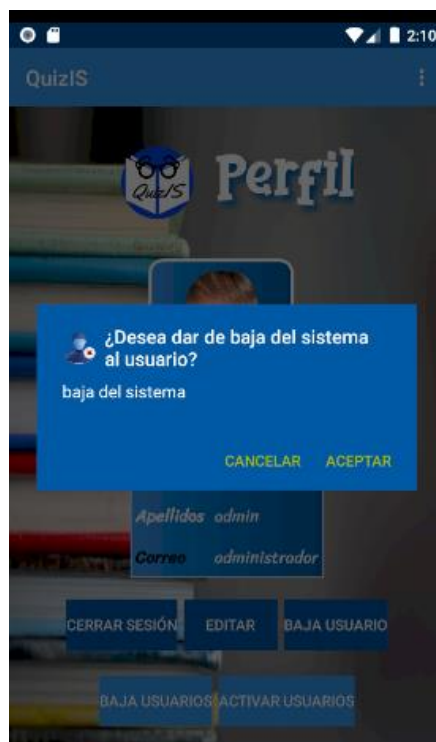 2:10
QuizIS
QuizIS
Perfil
¿Desea dar de baja del sistema
al usuario?
baja del sistema
CANCELAR ACEPTAR
Apellidos admin
Correo administrador
CERRAR SESIÓN EDITAR BAJA USUARIO
BAJA USUARIOS ACTIVAR USUARIOS